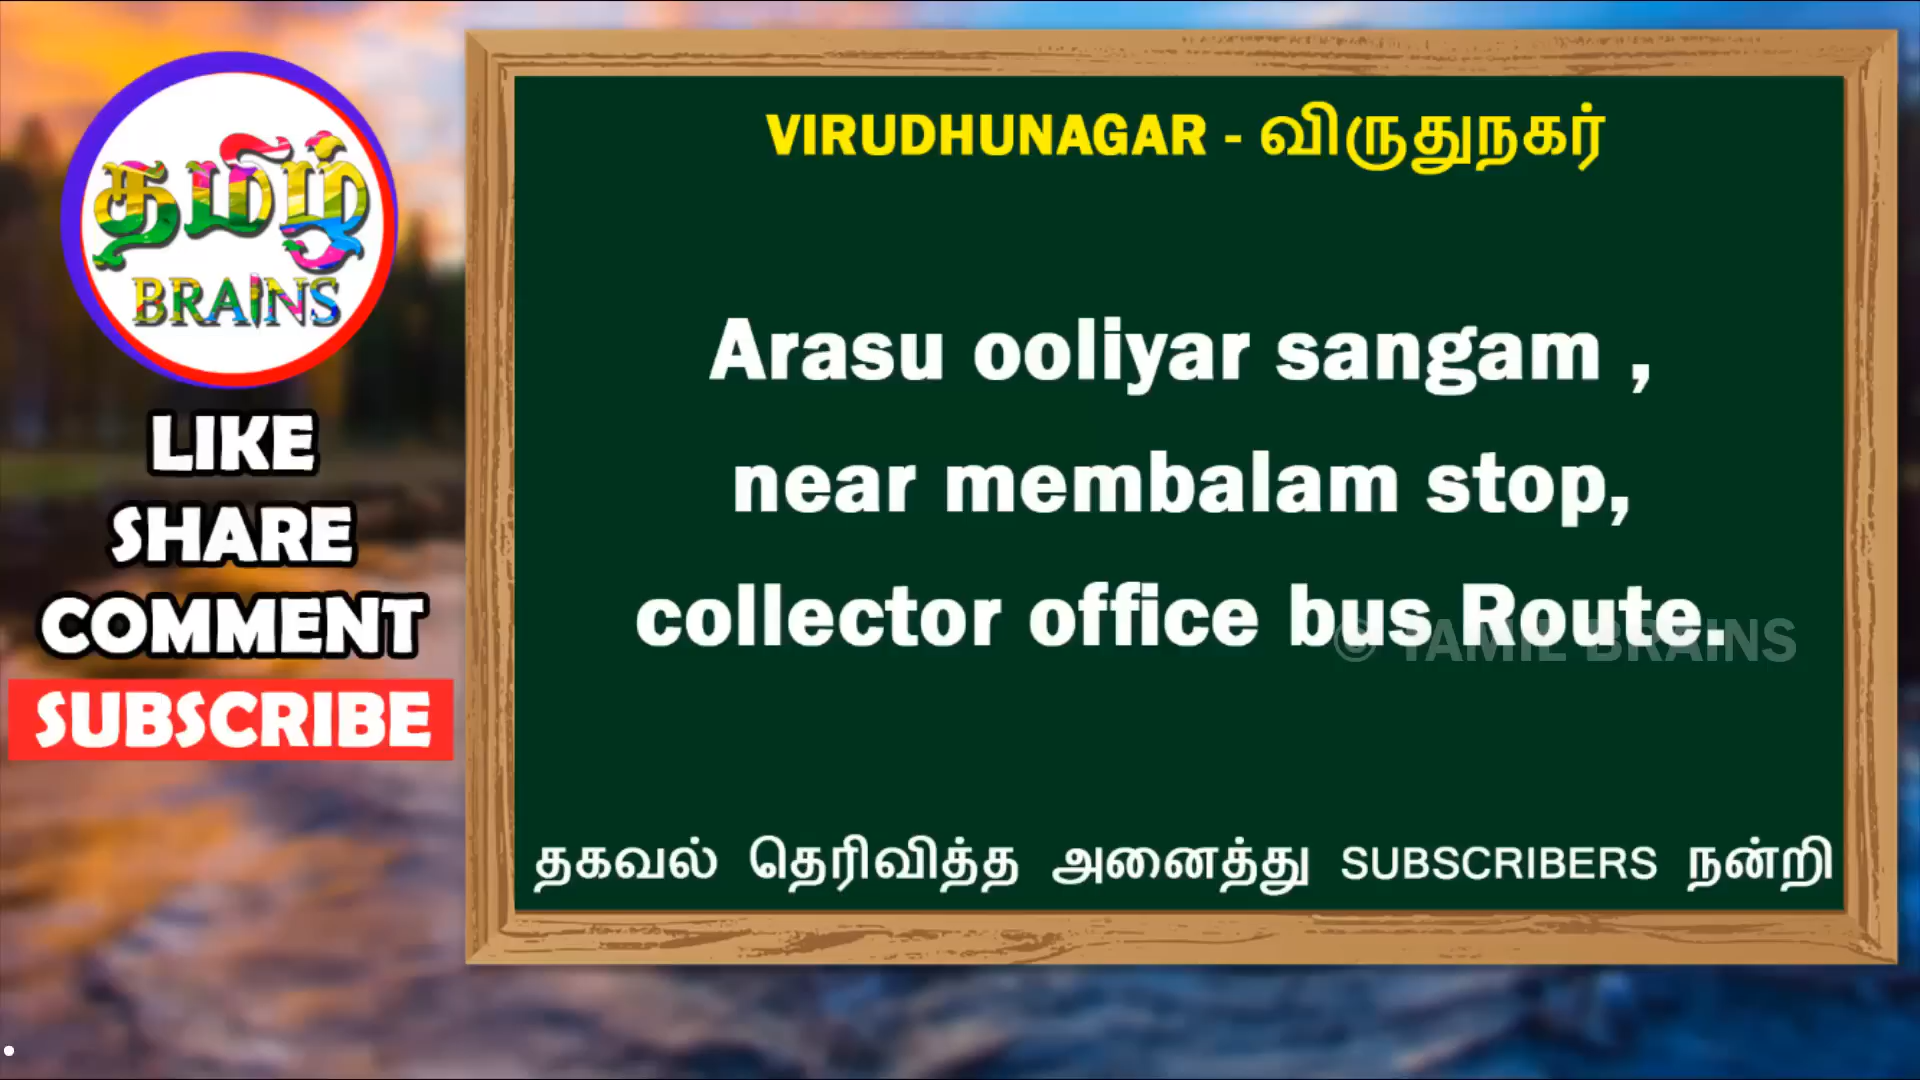 தமிழ்
BRAINS
LIKE
SHARE
COMMENT
SUBSCRIBE
VIRUDHUNAGAR - விருதுநகர்
Arasu ooliyar sangam ,
near membalam stop,
collector office bus Route.
© TAMIL BRAINS
தகவல் தெரிவித்த அனைத்து SUBSCRIBERS நன்றி